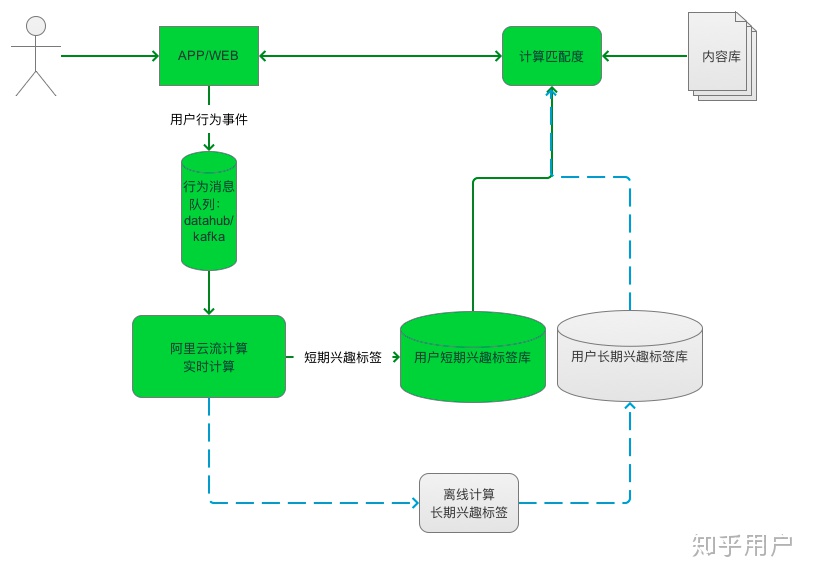 APP/WEB
计算匹配度
内容库
用户行为事件
行为消息
队列：
datahub/
kafka
阿里云流计算
实时计算
短期兴趣标签
用户短期兴趣标签库
用户长期兴趣标签库
离线计算
长期兴趣标签
知乎用户